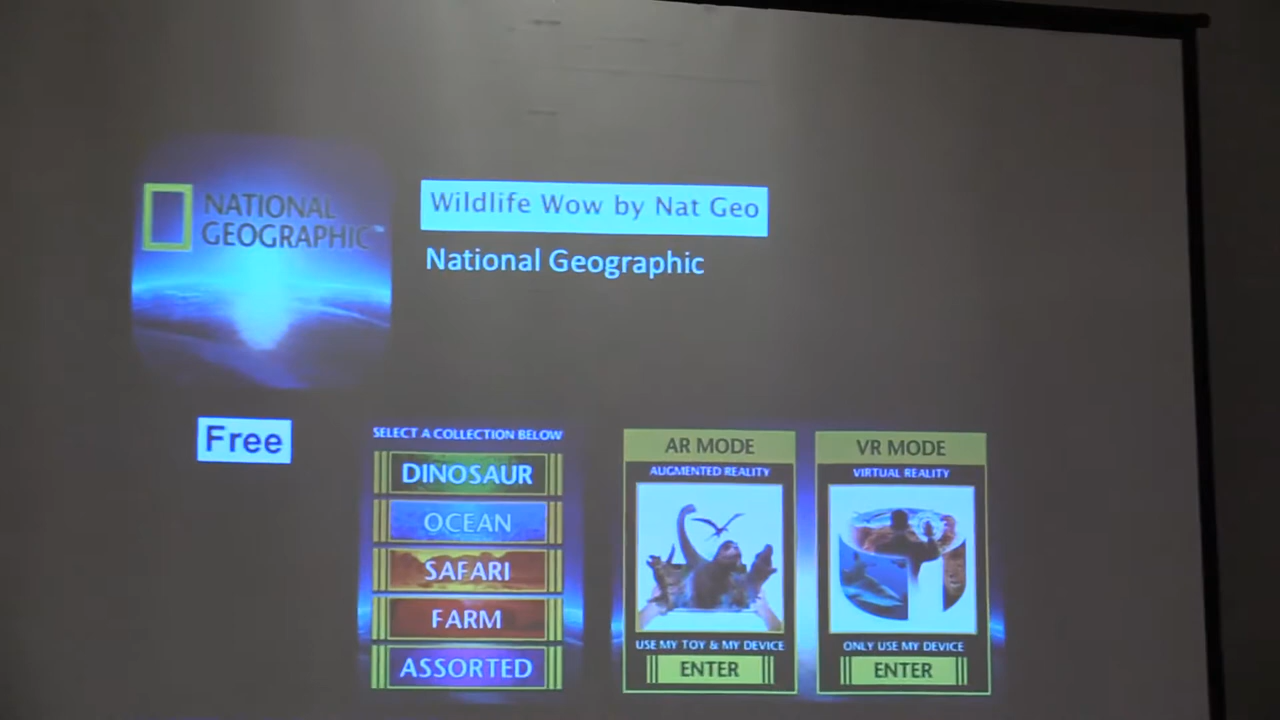 NATIONAL
GEOGRAPHIC™
Wildlife Wow by Nat Geo
National Geographic
Free
SELECT A COLLECTION BELOW
DINOSAUR
OCEAN
SAFARI
FARM
ASSORTED
AR MODE
AUGMENTED REALITY
USE MY TOY & MY DEVICE
ENTER
VR MODE
VIRTUAL REALITY
ONLY USE MY DEVICE
ENTER